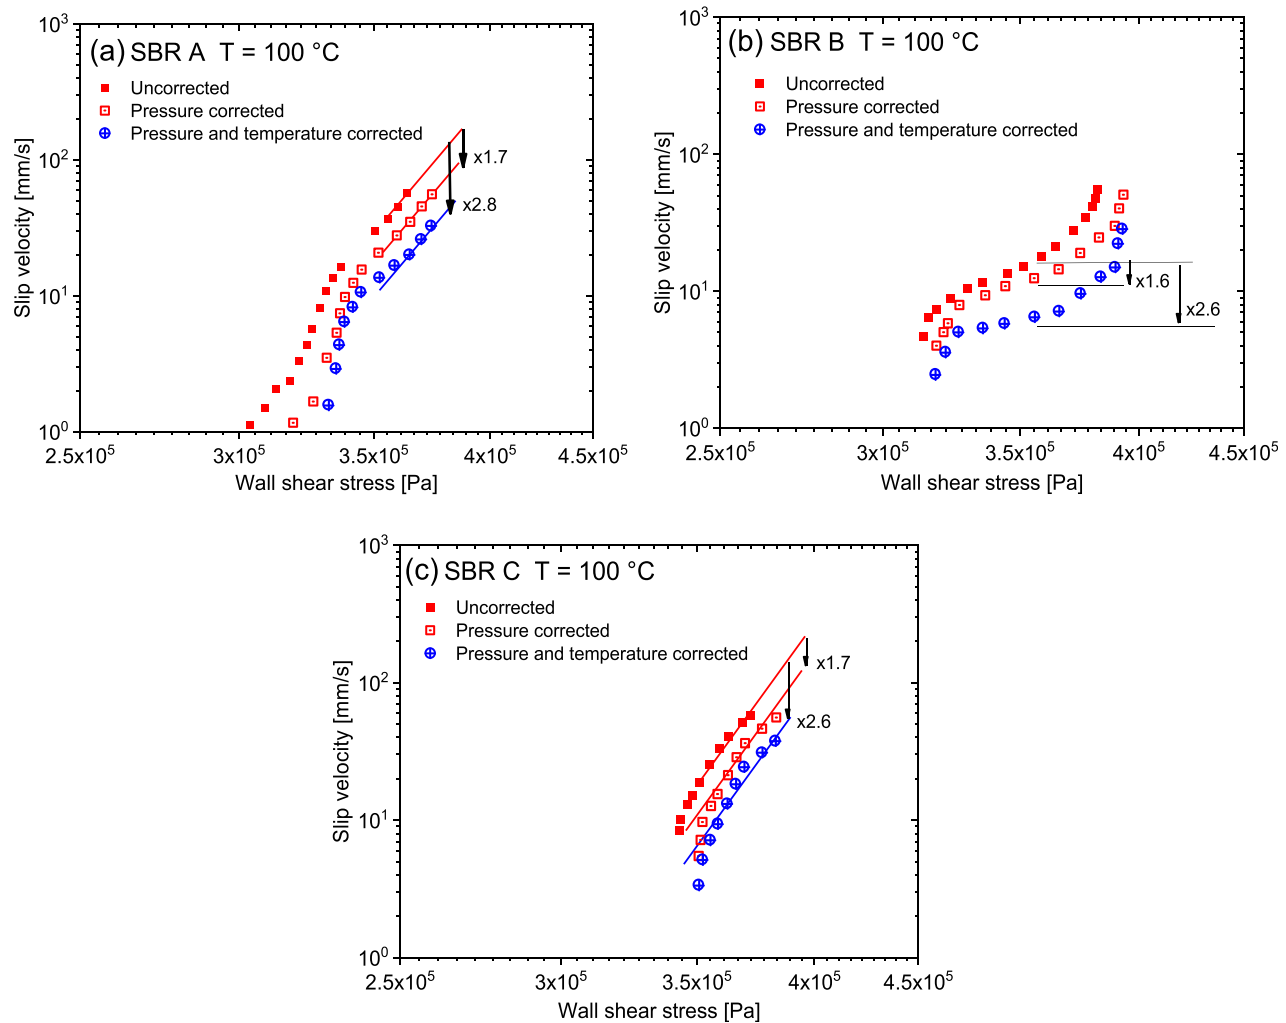 (a) SBR A T = 100 °C
Uncorrected
Pressure corrected
Pressure and temperature corrected
x1.7
x2.8
10³
10²
10¹
10⁰
Slip velocity [mm/s]
2.5x10⁵ 3x10⁵ 3.5x10⁵ 4x10⁵ 4.5x10⁵
Wall shear stress [Pa]
(b) SBR B T = 100 °C
Uncorrected
Pressure corrected
Pressure and temperature corrected
x1.6
x2.6
10³
10²
10¹
10⁰
Slip velocity [mm/s]
2.5x10⁵ 3x10⁵ 3.5x10⁵ 4x10⁵ 4.5x10⁵
Wall shear stress [Pa]
(c) SBR C T = 100 °C
Uncorrected
Pressure corrected
Pressure and temperature corrected
x1.7
x2.6
10³
10²
10¹
10⁰
Slip velocity [mm/s]
2.5x10⁵ 3x10⁵ 3.5x10⁵ 4x10⁵ 4.5x10⁵
Wall shear stress [Pa]